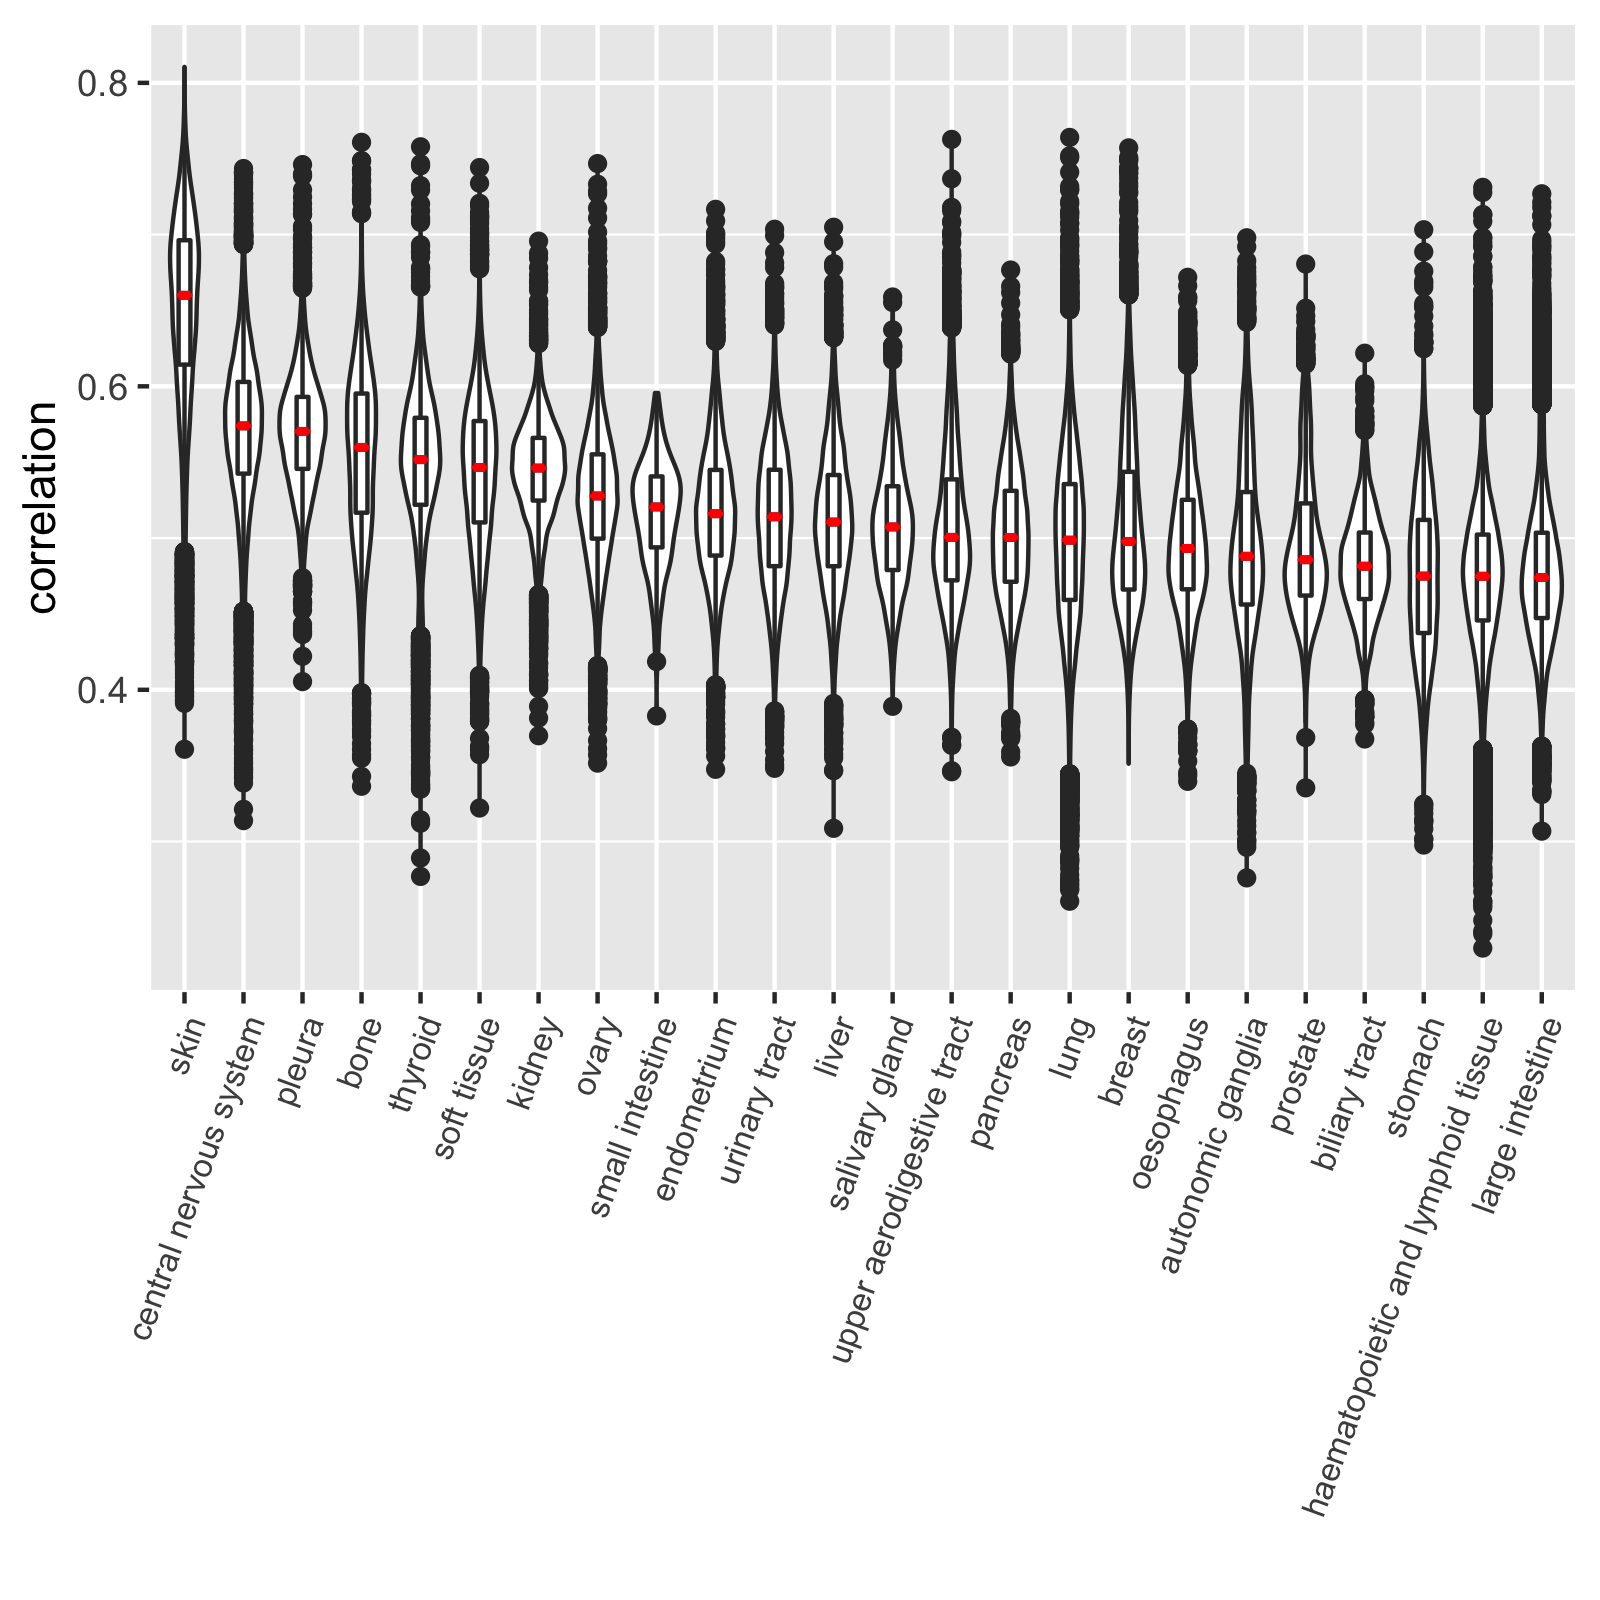 correlation
0.8
0.6
0.4
skin
central nervous system
pleura
bone
thyroid
soft tissue
kidney
ovary
small intestine
endometrium
urinary tract
liver
salivary gland
upper aerodigestive tract
pancreas
lung
breast
oesophagus
autonomic ganglia
prostate
biliary tract
stomach
haematopoietic and lymphoid tissue
large intestine